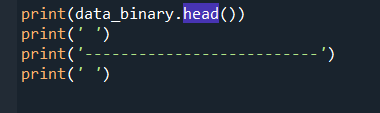 print(data_binary.head())
print(' ')
print('--------------------------')
print(' ')